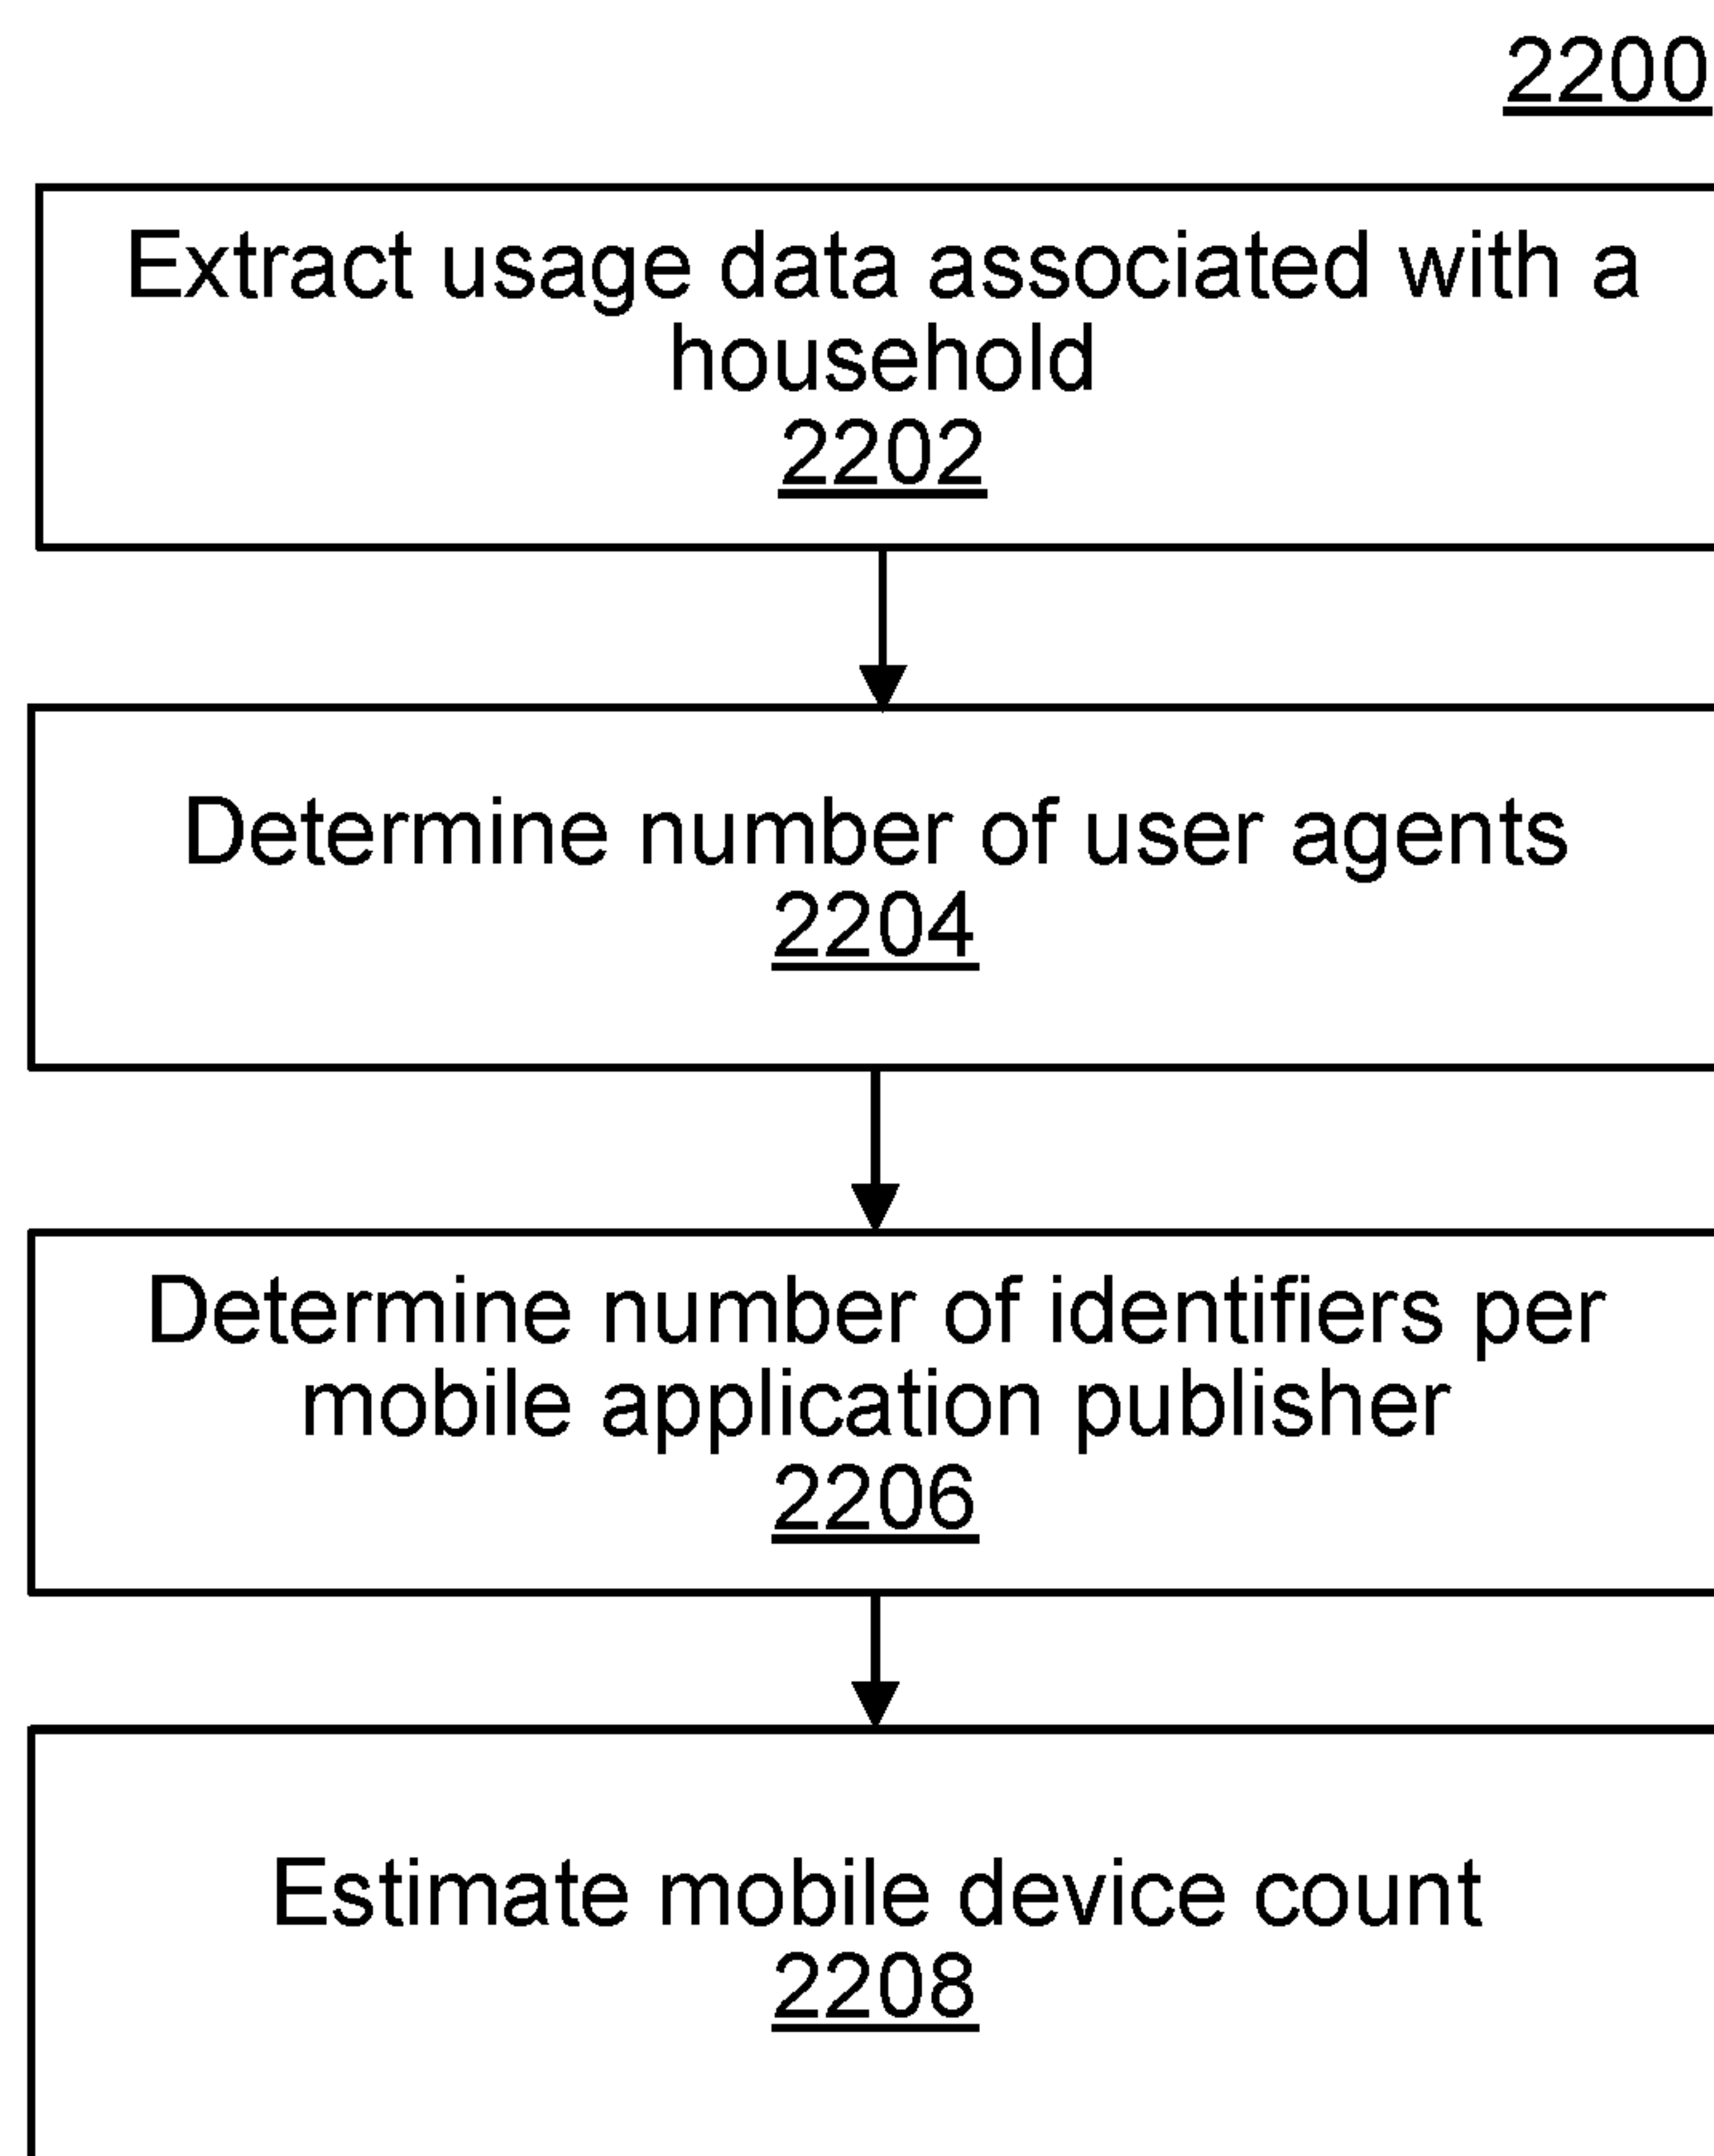 2200
Extract usage data associated with a
household
2202
Determine number of user agents
2204
Determine number of identifiers per
mobile application publisher
2206
Estimate mobile device count
2208